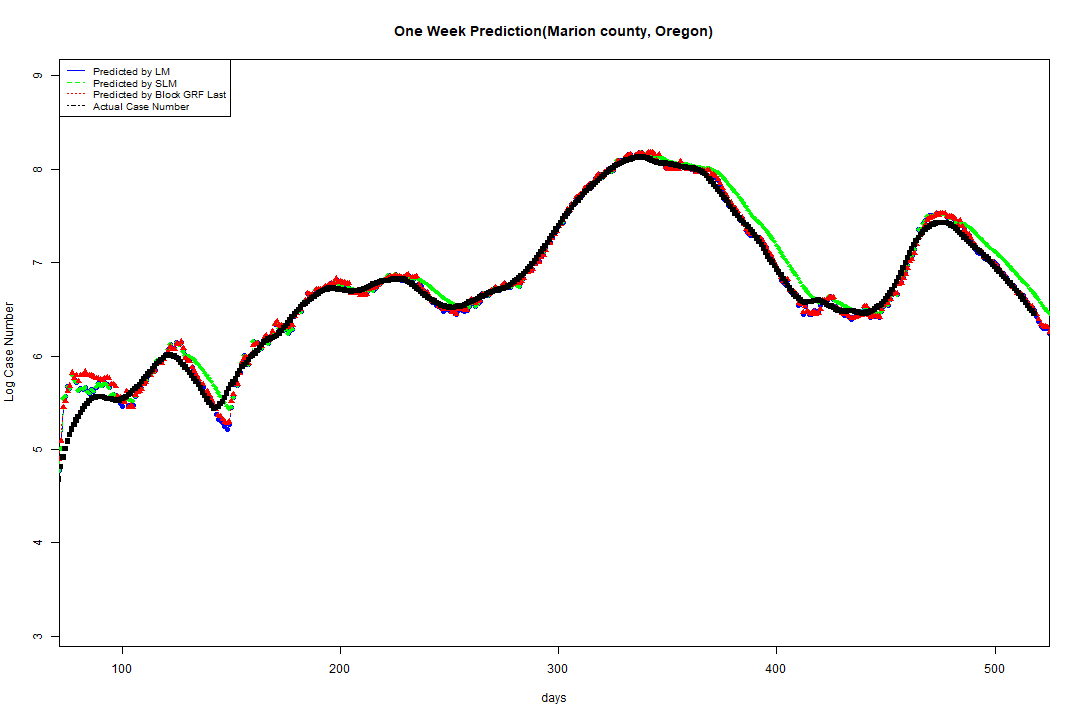 One Week Prediction(Marion county, Oregon)
Predicted by LM
Predicted by SLM
Predicted by Block GRF Last
Actual Case Number
9
8
7
6
5
4
3
Log Case Number
100 200 300 400 500
days